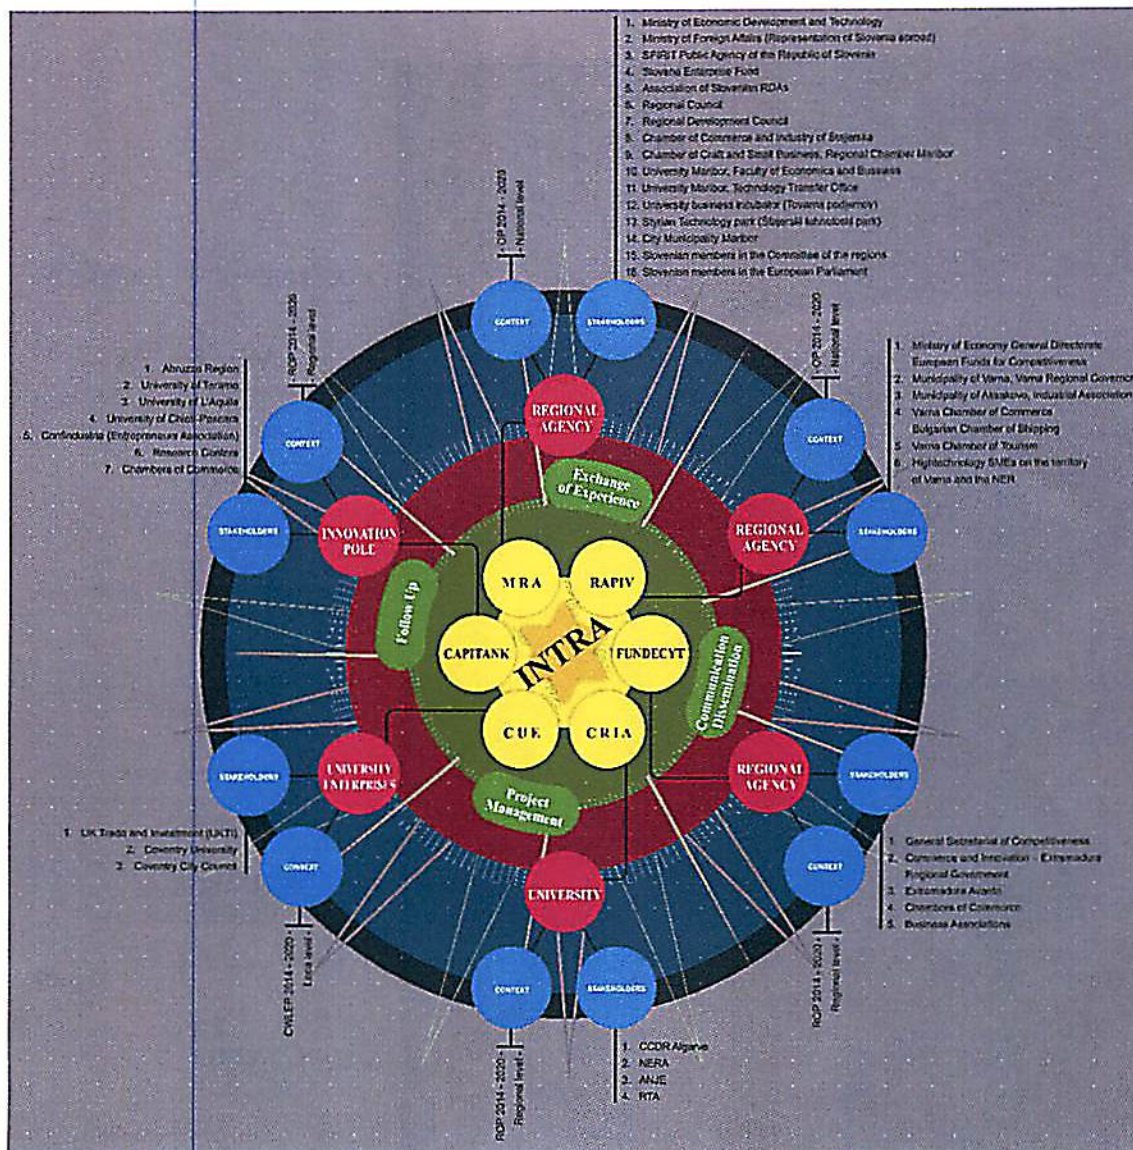 1. Ministry of Economic Development and Technology
2. Ministry of Foreign Affairs (Representation of Slovenia abroad)
3. SPIRIT Public Agency of the Republic of Slovenia
4. Slovene Enterprise Fund
5. Association of Slovenian RDAs
6. Regional Council
7. Regional Development Council
8. Chamber of Commerce and Industry of Štajerska
9. Chamber of Craft and Small Business, Regional Chamber Maribor
10. University Maribor, Faculty of Economics and Business
11. University Maribor, Technology Transfer Office
12. University business incubator (Tovarna podjemov)
13. Styrian Technology park (Štajerski tehnološki park)
14. City Municipality Maribor
15. Slovenian members in the Committee of the regions
16. Slovenian members in the European Parliament
- OP 2014 - 2020 -
- National level -
CONTEXT
STAKEHOLDERS
REGIONAL
AGENCY
ROP 2014 - 2020 -
- Regional level
1. Abruzzo Region
2. University of Teramo
3. University of L'Aquila
4. University of Chieti-Pescara
5. Confindustria (Entrepreneurs Association)
6. Research Centers
7. Chambers of Commerce
CONTEXT
STAKEHOLDERS
INNOVATION
POLE
- OP 2014 - 2020
- National level
1. Ministry of Economy General Directorate
European Funds for Competitiveness
2. Municipality of Varna, Varna Regional Governor
3. Municipality of Aksakovo, Industrial Association
4. Varna Chamber of Commerce
Bulgarian Chamber of Shipping
5. Varna Chamber of Tourism
6. Hightechnology SMEs on the territory
of Varna and the NER
CONTEXT
STAKEHOLDERS
REGIONAL
AGENCY
Exchange
of Experience
Follow Up
Communication
Dissemination
Project
Management
MRA
RAPIV
CAPITANK
INTRA
FUNDECYT
CUE
CRIA
STAKEHOLDERS
UNIVERSITY
ENTERPRISES
CONTEXT
1. UK Trade and Investment (UKTI)
2. Coventry University
3. Coventry City Council
CWLEP 2014 - 2020 -
Local level -
REGIONAL
AGENCY
STAKEHOLDERS
CONTEXT
1. General Secretariat of Competitiveness
2. Commerce and Innovation - Extremadura
Regional Government
3. Extremadura Avante
4. Chambers of Commerce
5. Business Associations
ROP 2014 - 2020 -
Regional level -
UNIVERSITY
CONTEXT
STAKEHOLDERS
ROP 2014 - 2020 -
Regional level -
1. CCDR Algarve
2. NERA
3. ANJE
4. RTA